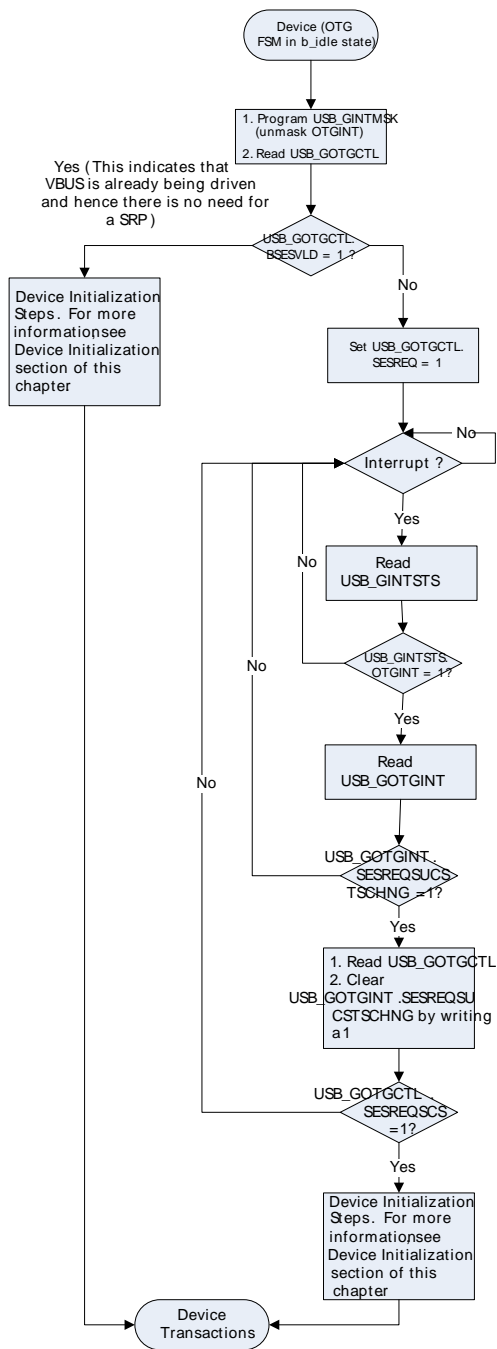 Device (OTG
FSM in b_idle state)
1. Program USB_GINTMSK
(unmask OTGINT)
2. Read USB_GOTGCTL
Yes (This indicates that
VBUS is already being driven
and hence there is no need for
a SRP)
USB_GOTGCTL.
BSESVLD = 1 ?
No
Device Initialization
Steps. For more
information, see
Device Initialization
section of this
chapter
Set USB_GOTGCTL.
SESREQ = 1
No
Interrupt ?
Yes
Read
USB_GINTSTS
No
USB_GINTSTS.
OTGINT = 1?
No
Yes
Read
USB_GOTGINT
No
USB_GOTGINT .
SESREQSUCS
TSCHNG =1?
Yes
1. Read USB_GOTGCTL
2. Clear
USB_GOTGINT .SESREQSU
CSTSCHNG by writing
a 1
USB_GOTGCTL .
SESREQSCS
=1?
Yes
Device Initialization
Steps. For more
information, see
Device Initialization
section of this
chapter
Device
Transactions